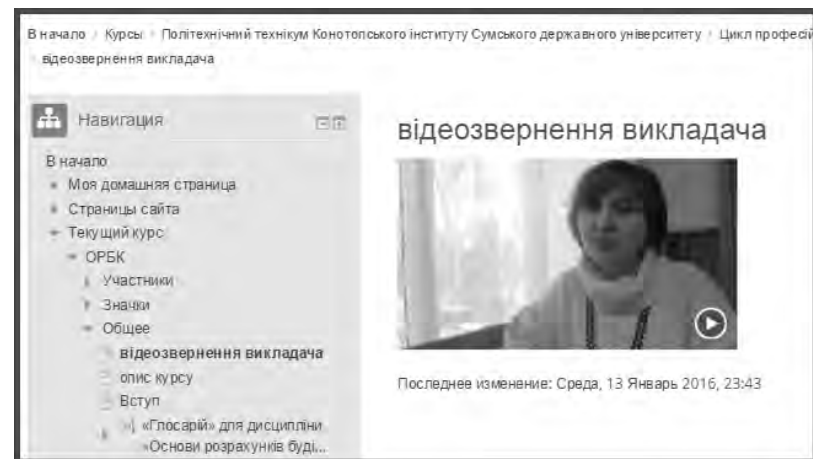 В начало / Курсы / Політехнічний технікум Конотопського інституту Сумського державного університету / Цикл професій
відеозвернення викладача
Навигация
В начало
Моя домашняя страница
Страницы сайта
Текущий курс
ОРБК
Участники
Значки
Общее
відеозвернення викладача
опис курсу
Вступ
«Глосарій» для дисципліни
»Основи розрахунків буді...
відеозвернення викладача
Последнее изменение: Среда, 13 Январь 2016, 23:43